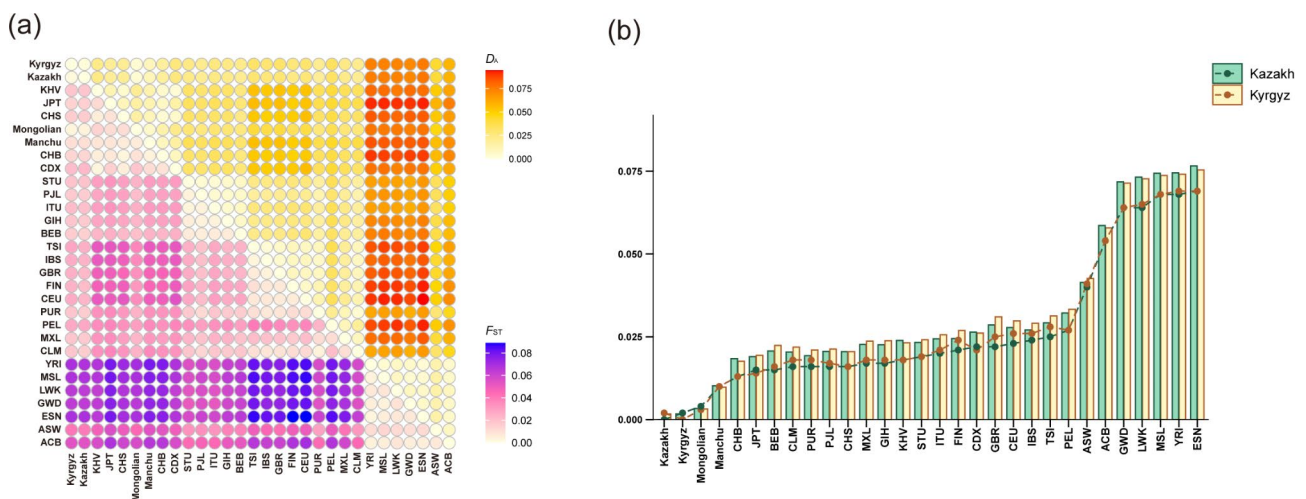 (a)
Kyrgyz
Kazakh
KHV
JPT
CHS
Mongolian
Manchu
CHB
CDX
STU
PJL
ITU
GIH
BEB
TSI
IBS
GBR
FIN
CEU
PUR
PEL
MXL
CLM
YRI
MSL
LWK
GWD
ESN
ASW
ACB
Kyrgyz Kazakh KHV JPT CHS Mongolian Manchu CHB CDX STU PJL ITU GIH BEB TSI IBS GBR FIN CEU PUR PEL MXL CLM YRI MSL LWK GWD ESN ASW ACB
DA
0.075
0.050
0.025
0.000
FST
0.08
0.06
0.04
0.02
0.00
(b)
Kazakh
Kyrgyz
0.075
0.050
0.025
0.000
Kazakh Kyrgyz Mongolian Manchu CHB JPT BEB CLM PUR PJL CHS MXL GIH KHV STU ITU FIN CDX GBR CEU IBS TSI PEL ASW ACB GWD LWK MSL YRI ESN